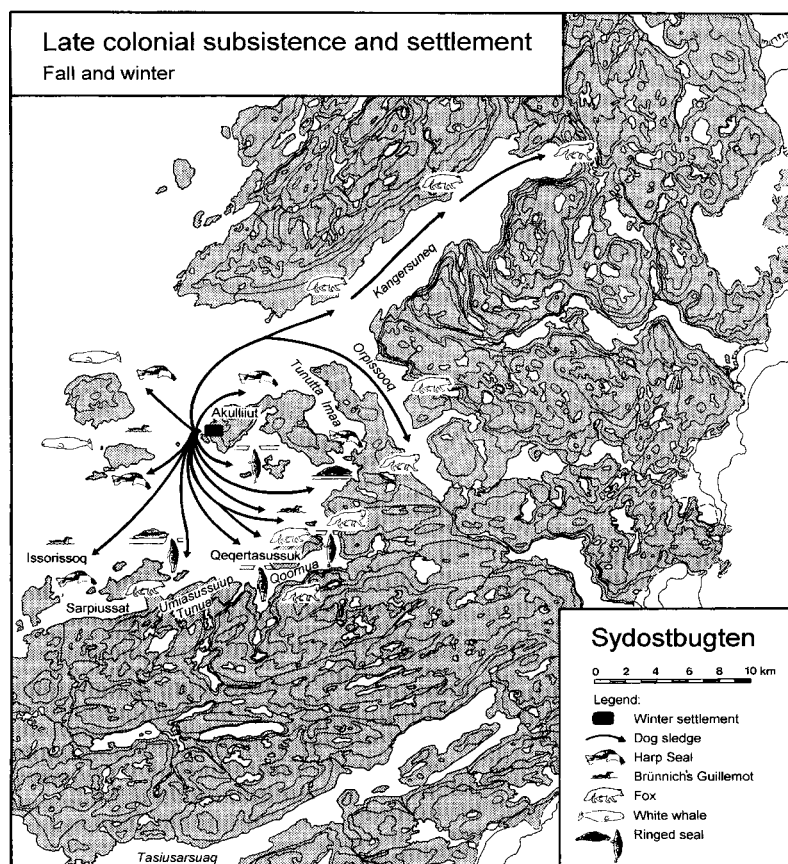 Late colonial subsistence and settlement
Fall and winter
Kangersuneq
Orpissooq
Tunutta Imaa
Akulliit
Issorissoq
Qeqertasussuk
Qoornua
Sarpiussat
Umiasussuup
Tunua
Tasiusarsuaq
Sydostbugten
0 2 4 6 8 10 km
Legend:
Winter settlement
Dog sledge
Harp Seal
Brünnich's Guillemot
Fox
White whale
Ringed seal